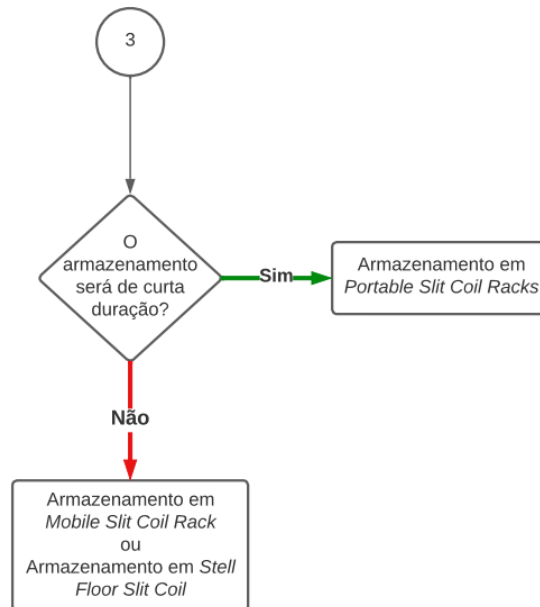 3
O
armazenamento
será de curta
duração?
Sim
Armazenamento em
Portable Slit Coil Racks
Não
Armazenamento em
Mobile Slit Coil Rack
ou
Armazenamento em Stell
Floor Slit Coil